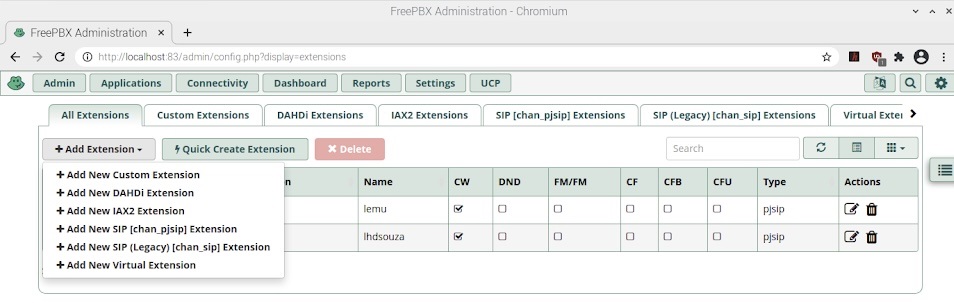 FreePBX Administration - Chromium
FreePBX Administration
http://localhost:83/admin/config.php?display=extensions
Admin Applications Connectivity Dashboard Reports Settings UCP
All Extensions Custom Extensions DAHDi Extensions IAX2 Extensions SIP [chan_pjsip] Extensions SIP (Legacy) [chan_sip] Extensions Virtual Exter
Add Extension Quick Create Extension Delete Search
Add New Custom Extension
Add New DAHDi Extension
Add New IAX2 Extension
Add New SIP [chan_pjsip] Extension
Add New SIP (Legacy) [chan_sip] Extension
Add New Virtual Extension
Name CW DND FM/FM CF CFB CFU Type Actions
lemu pjsip
lhdsouza pjsip